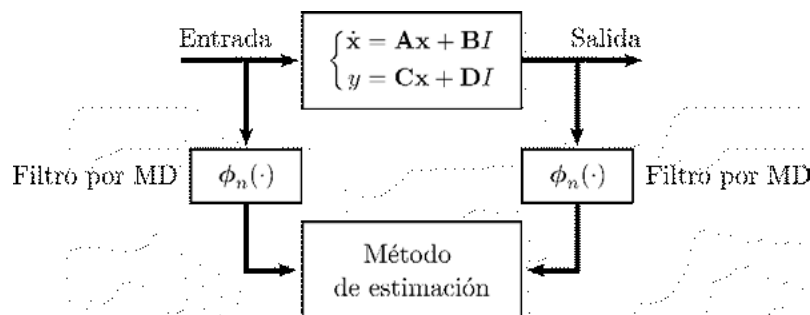 Entrada
ẋ = Ax + BI
y = Cx + DI
Salida
Filtro por MD
ϕₙ(·)
ϕₙ(·)
Filtro por MD
Método
de estimación